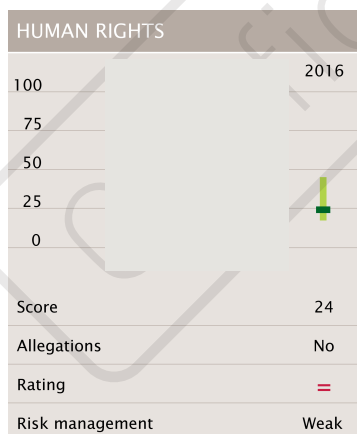 HUMAN RIGHTS
2016
100
75
50
25
0
Score 24
Allegations No
Rating =
Risk management Weak